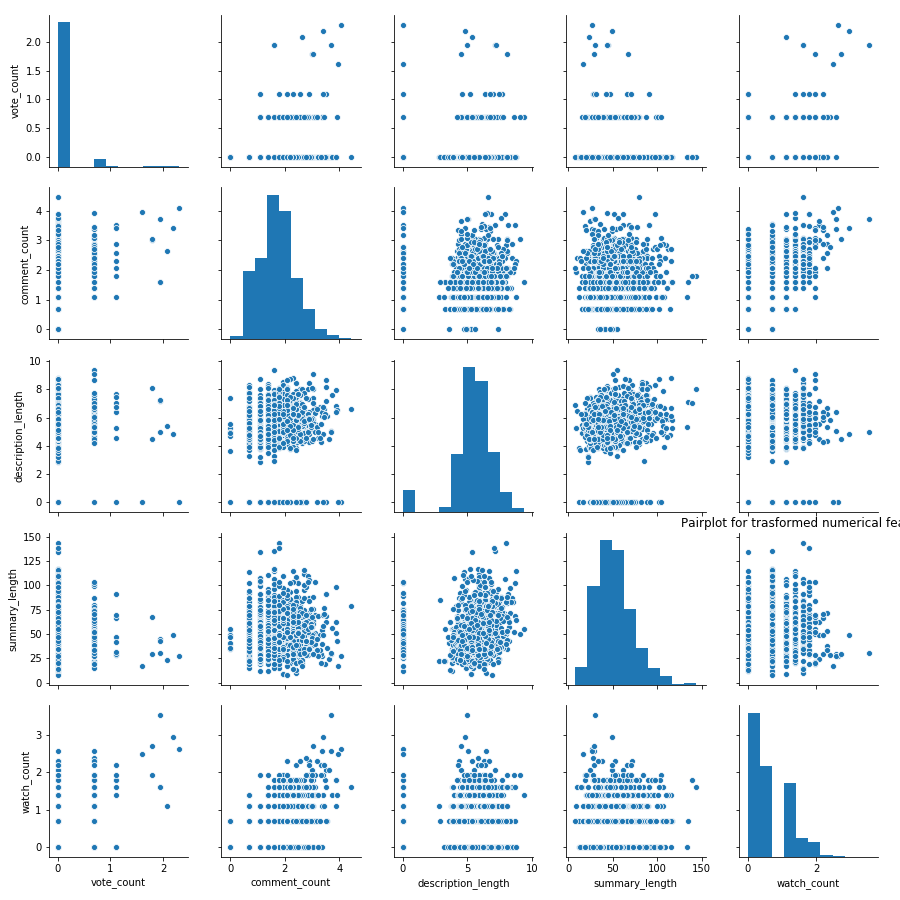 2.0
1.5
1.0
0.5
0.0
vote_count
4
3
2
1
0
comment_count
10
8
6
4
2
0
description_length
Pairplot for trasformed numerical fea
150
125
100
75
50
25
0
summary_length
3
2
1
0
watch_count
0 1 2
0 2 4
0 5 10
0 50 100 150
0 2
vote_count
comment_count
description_length
summary_length
watch_count